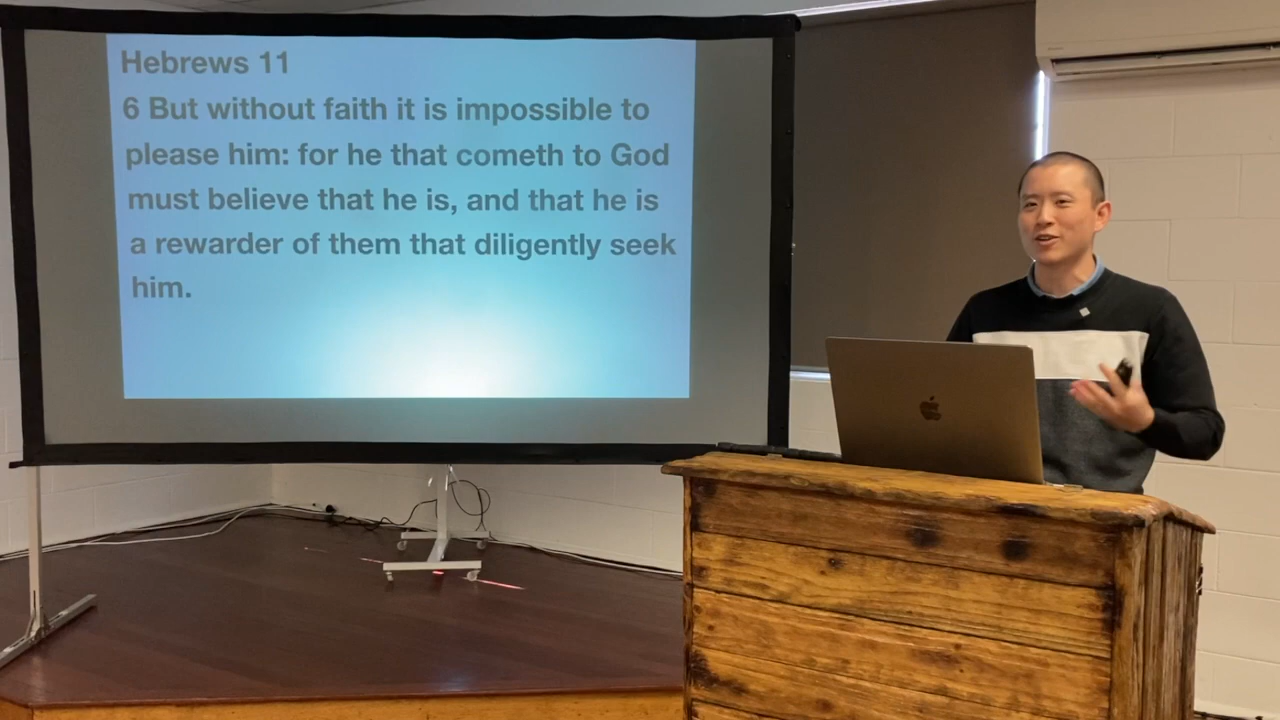 Hebrews 11
6 But without faith it is impossible to
please him: for he that cometh to God
must believe that he is, and that he is
a rewarder of them that diligently seek
him.